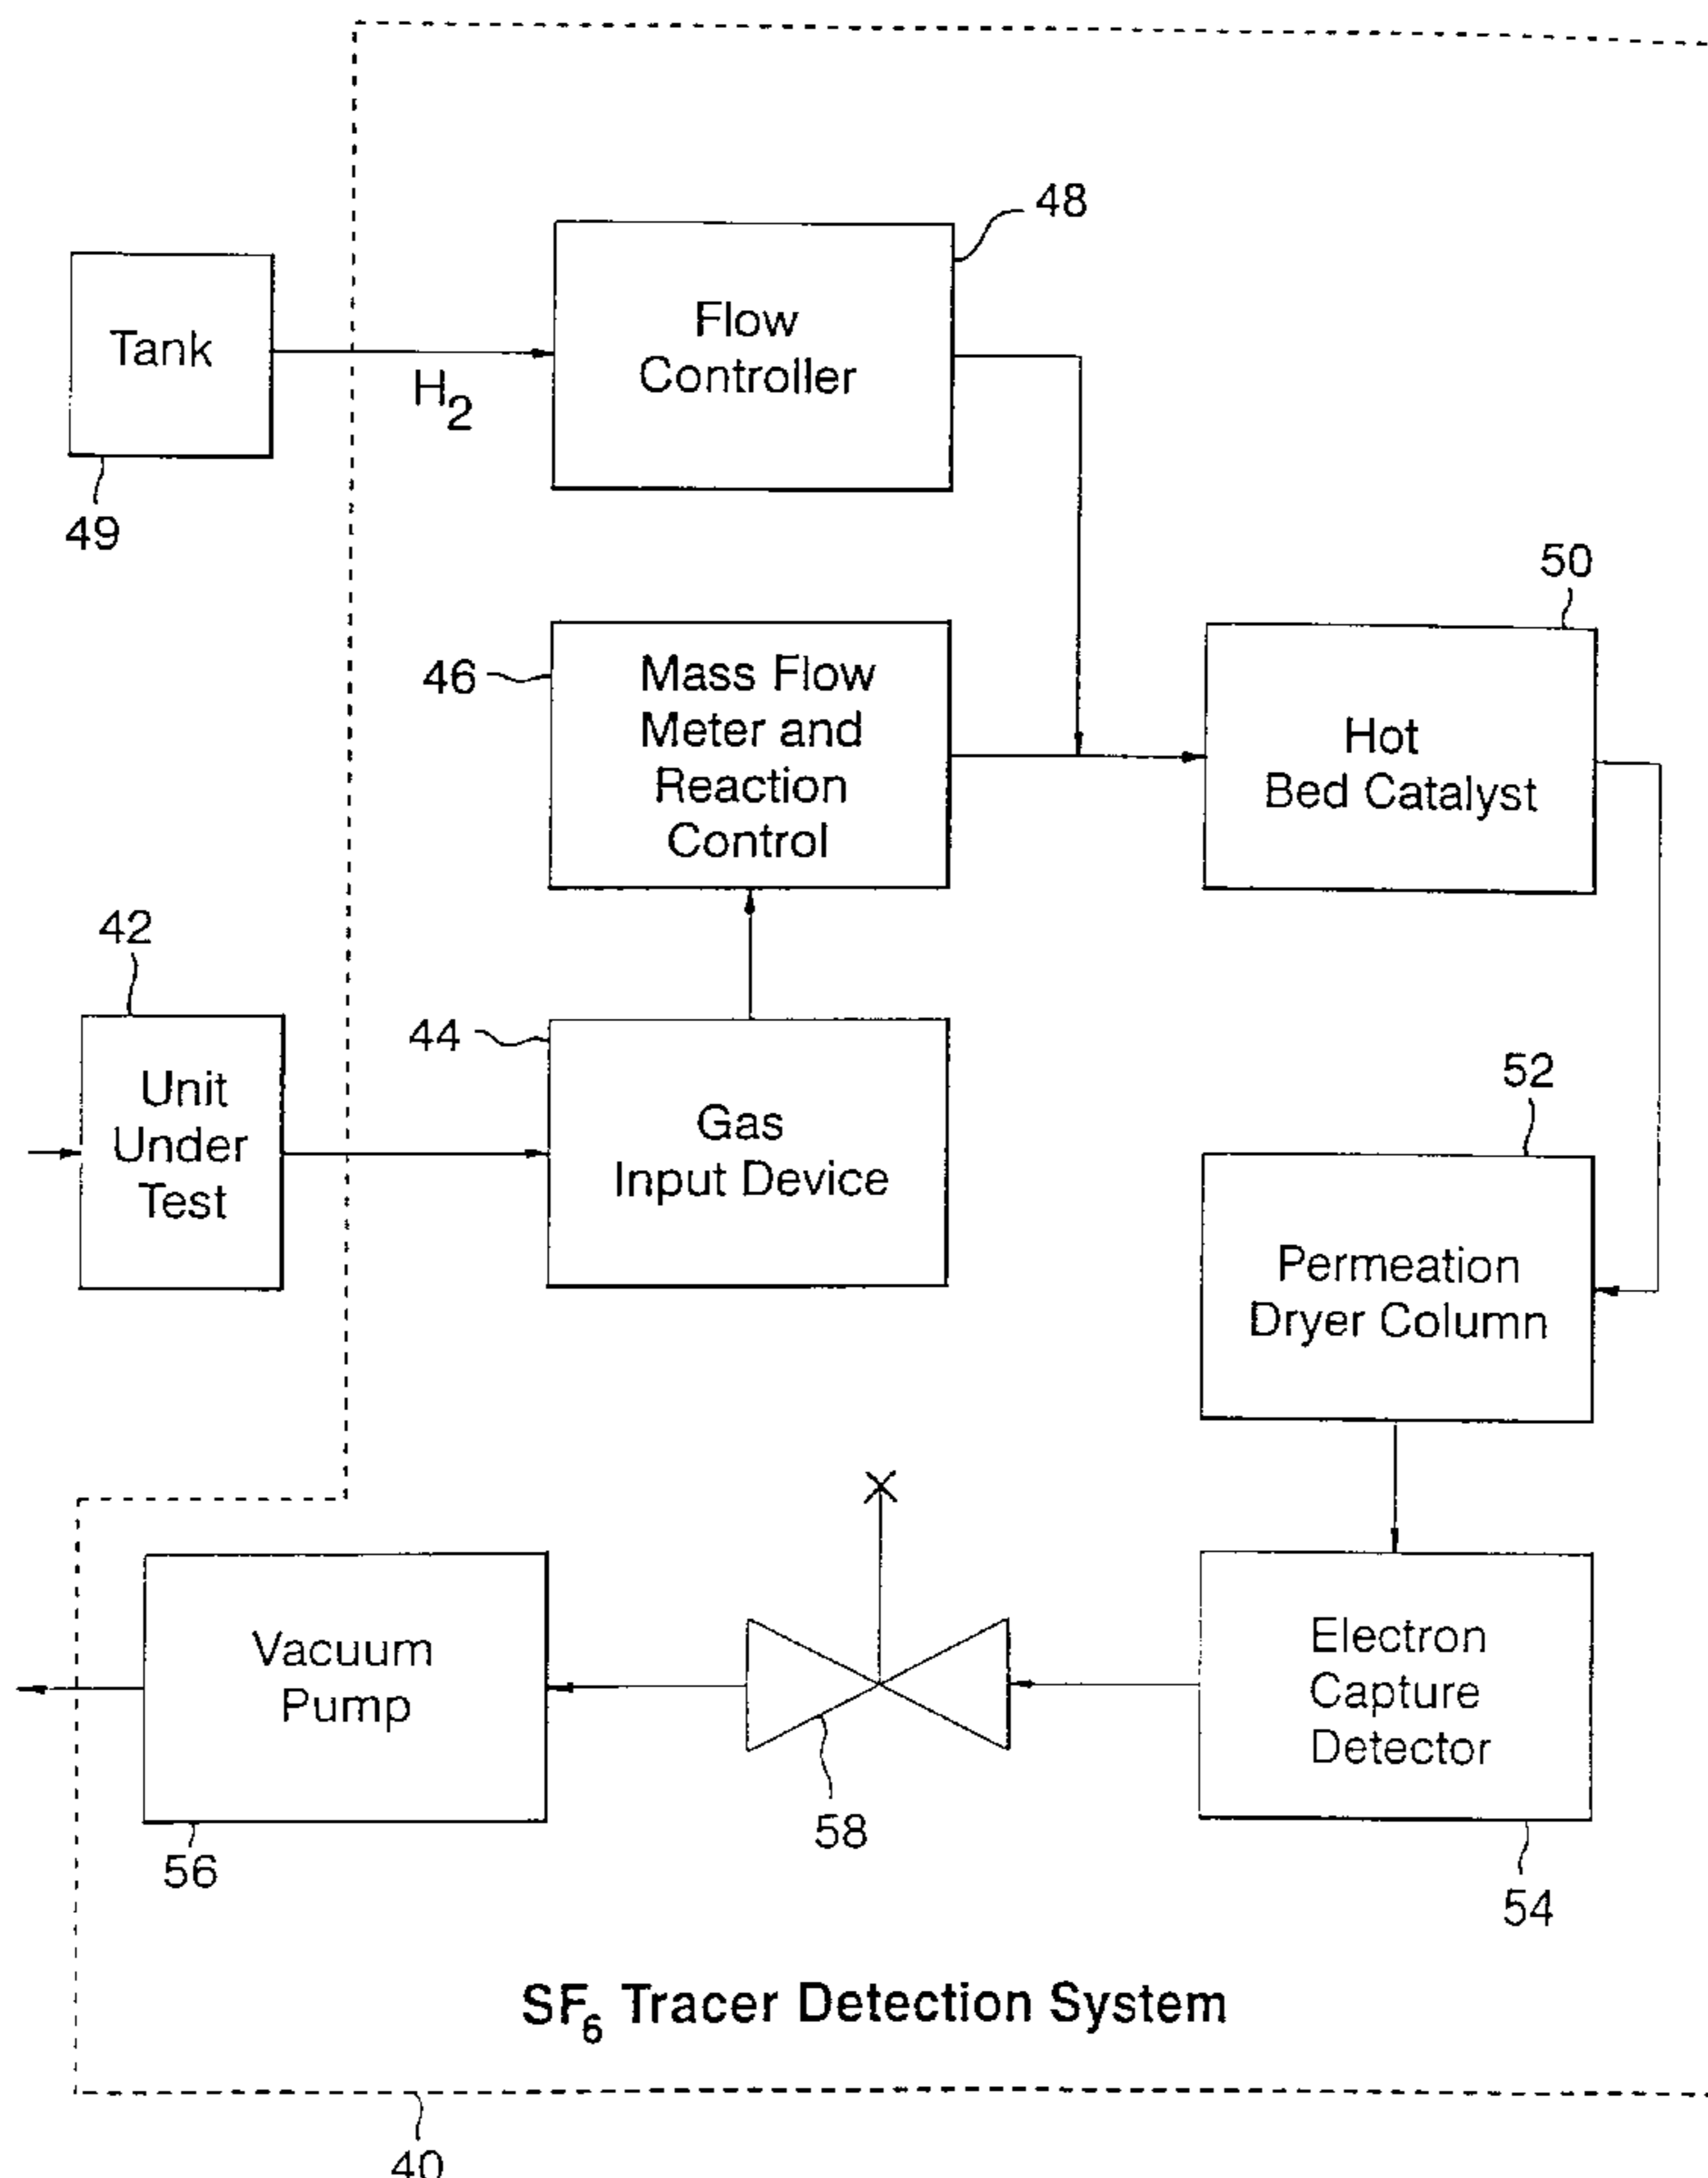 48
Tank
Flow
Controller
H2
49
50
46
Mass Flow
Meter and
Reaction
Control
Hot
Bed Catalyst
42
44
52
Unit
Under
Test
Gas
Input Device
Permeation
Dryer Column
Vacuum
Pump
Electron
Capture
Detector
58
56
54
SF6 Tracer Detection System
40